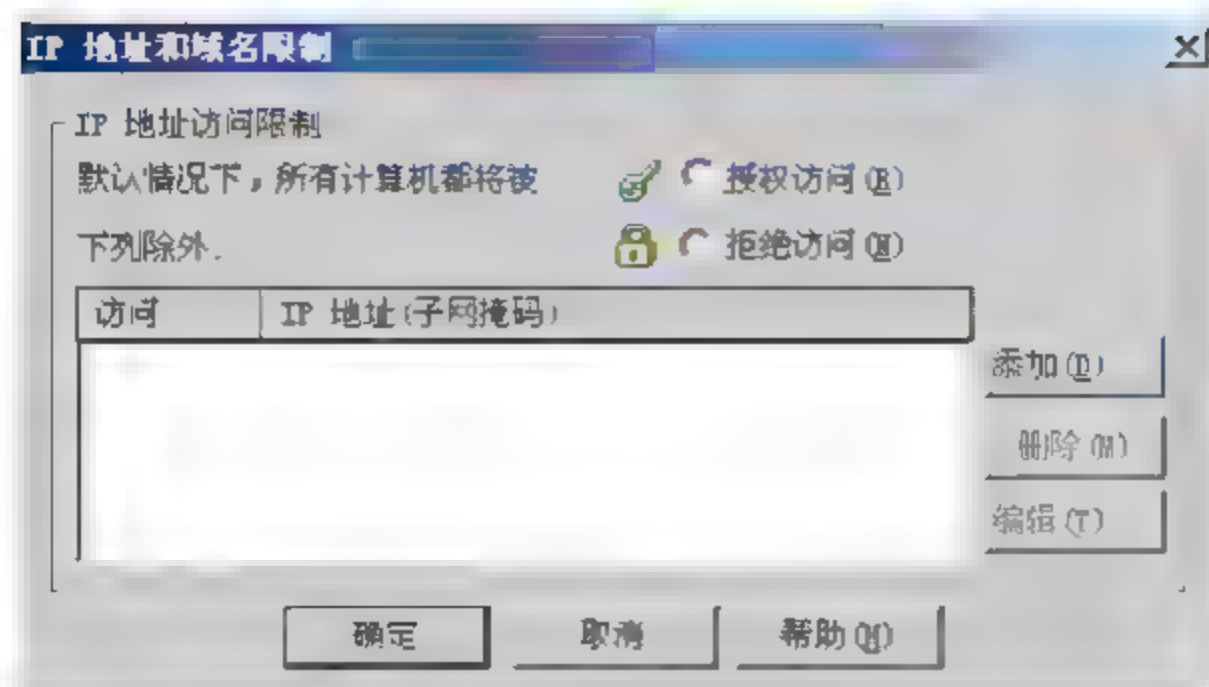 IP 地址和域名限制
IP 地址访问限制
默认情况下，所有计算机都将被
授权访问(R)
下列除外.
拒绝访问(N)
访问
IP 地址(子网掩码)
添加(D)
删除(M)
编辑(T)
确定
取消
帮助(H)